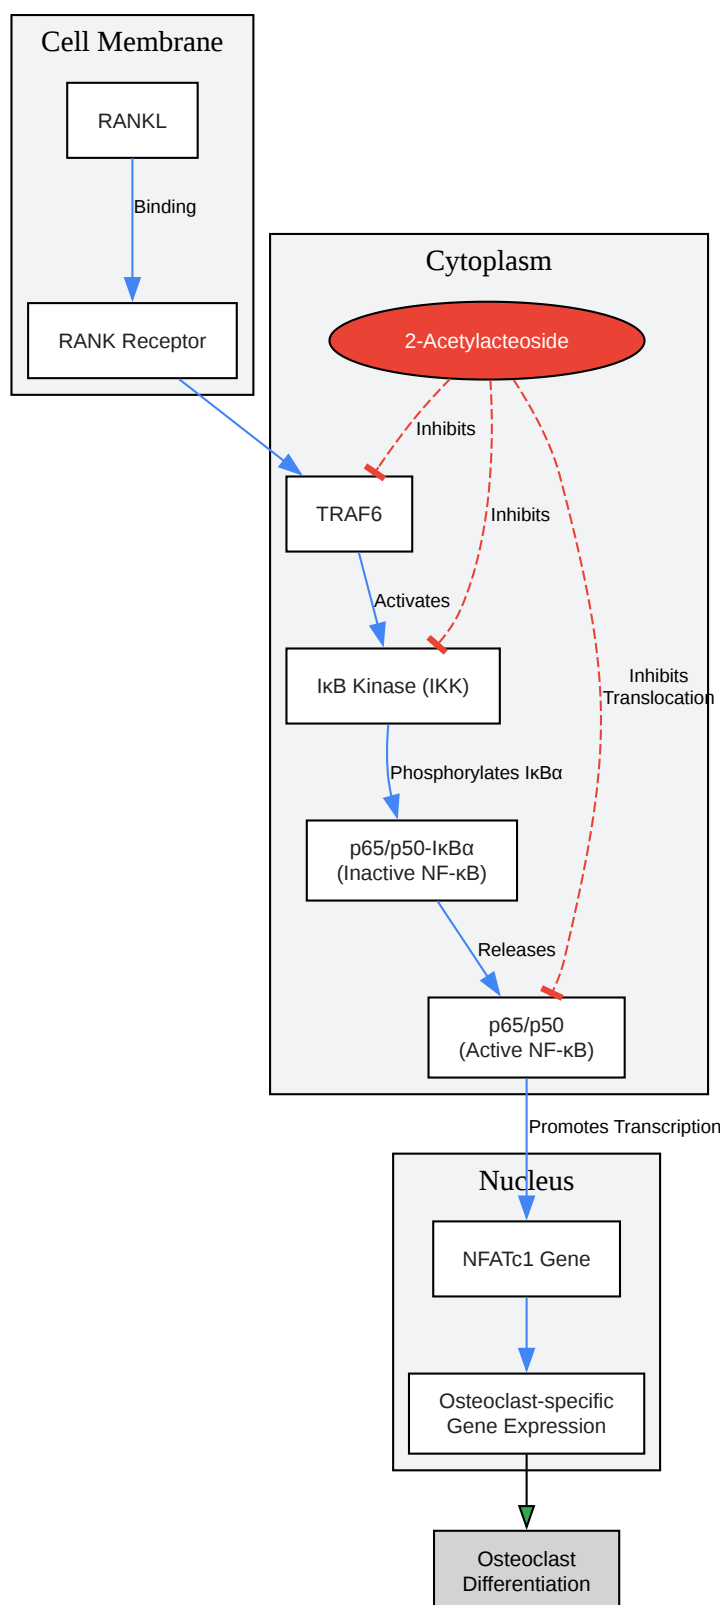 Cell Membrane
RANKL
Binding
RANK Receptor
Cytoplasm
2-Acetylacteoside
Inhibits
TRAF6
Inhibits
Activates
IκB Kinase (IKK)
Inhibits
Translocation
Phosphorylates IκBα
p65/p50-IκBα
(Inactive NF-κB)
Releases
p65/p50
(Active NF-κB)
Promotes Transcription
Nucleus
NFATc1 Gene
Osteoclast-specific
Gene Expression
Osteoclast
Differentiation